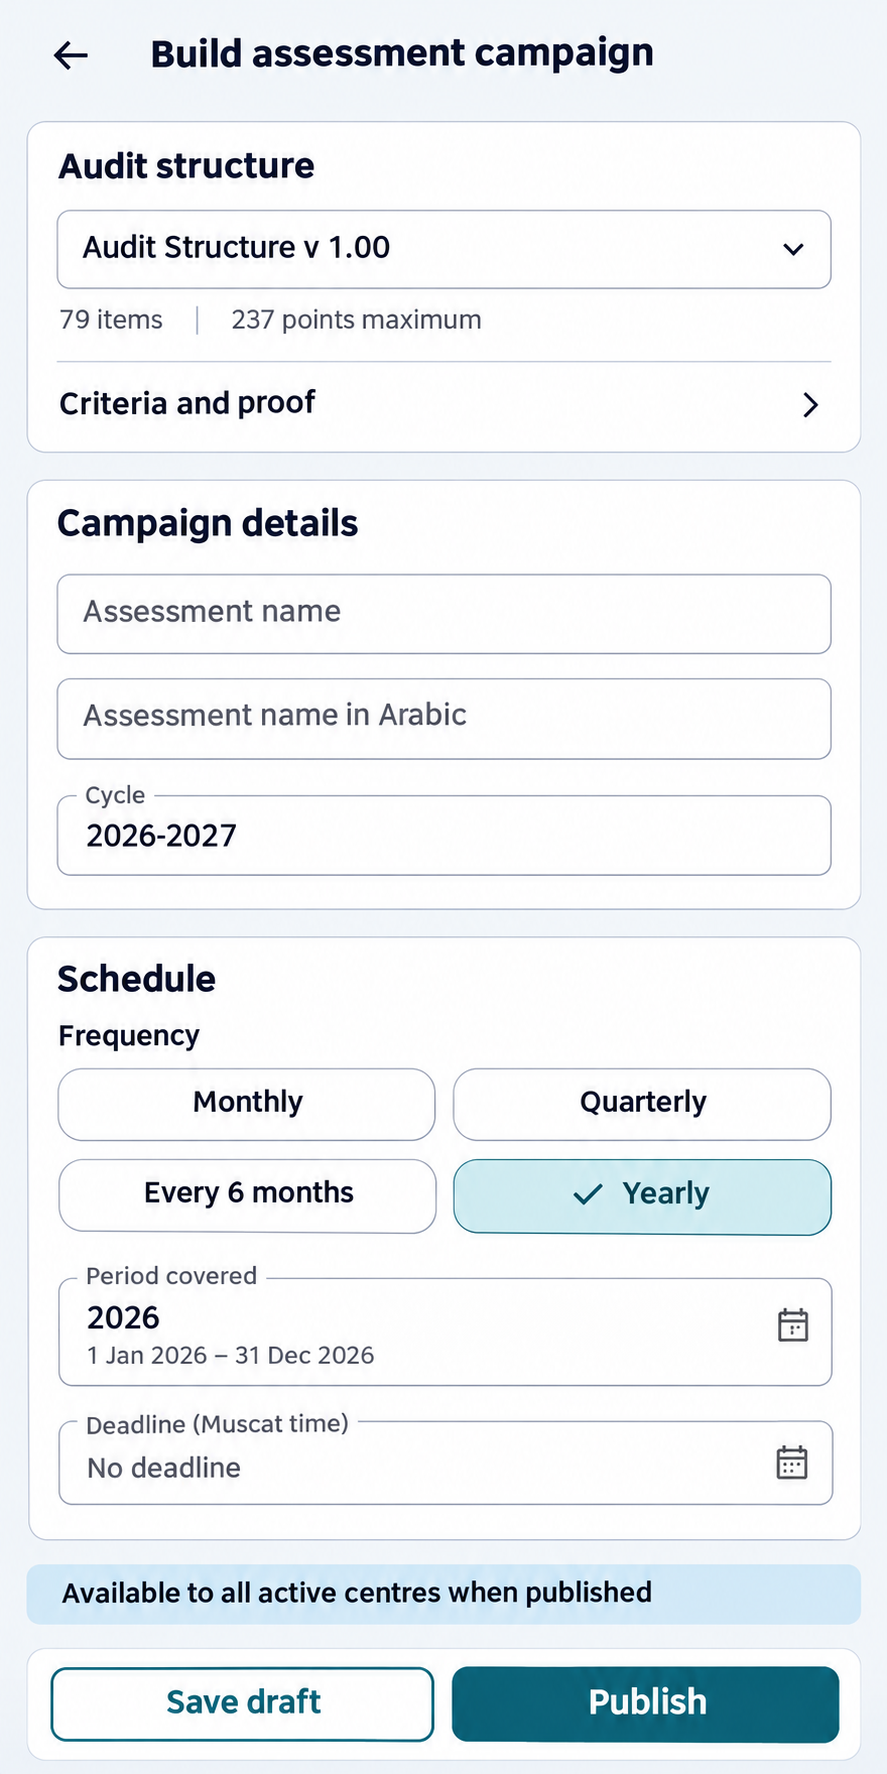 Build assessment campaign
Audit structure
Audit Structure v 1.00
79 items | 237 points maximum
Criteria and proof
Campaign details
Assessment name
Assessment name in Arabic
Cycle
2026-2027
Schedule
Frequency
Monthly
Quarterly
Every 6 months
Yearly
Period covered
2026
1 Jan 2026 – 31 Dec 2026
Deadline (Muscat time)
No deadline
Available to all active centres when published
Save draft
Publish